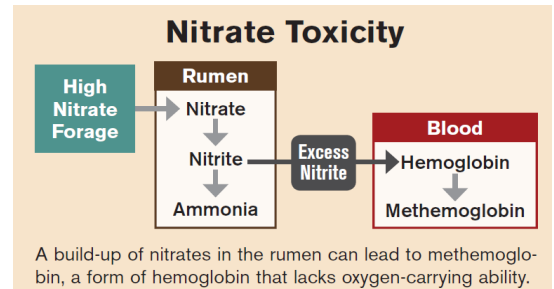 Nitrate Toxicity
High
Nitrate
Forage
Rumen
Nitrate
Nitrite
Ammonia
Excess
Nitrite
Blood
Hemoglobin
Methemoglobin
A build-up of nitrates in the rumen can lead to methemoglo-
bin, a form of hemoglobin that lacks oxygen-carrying ability.